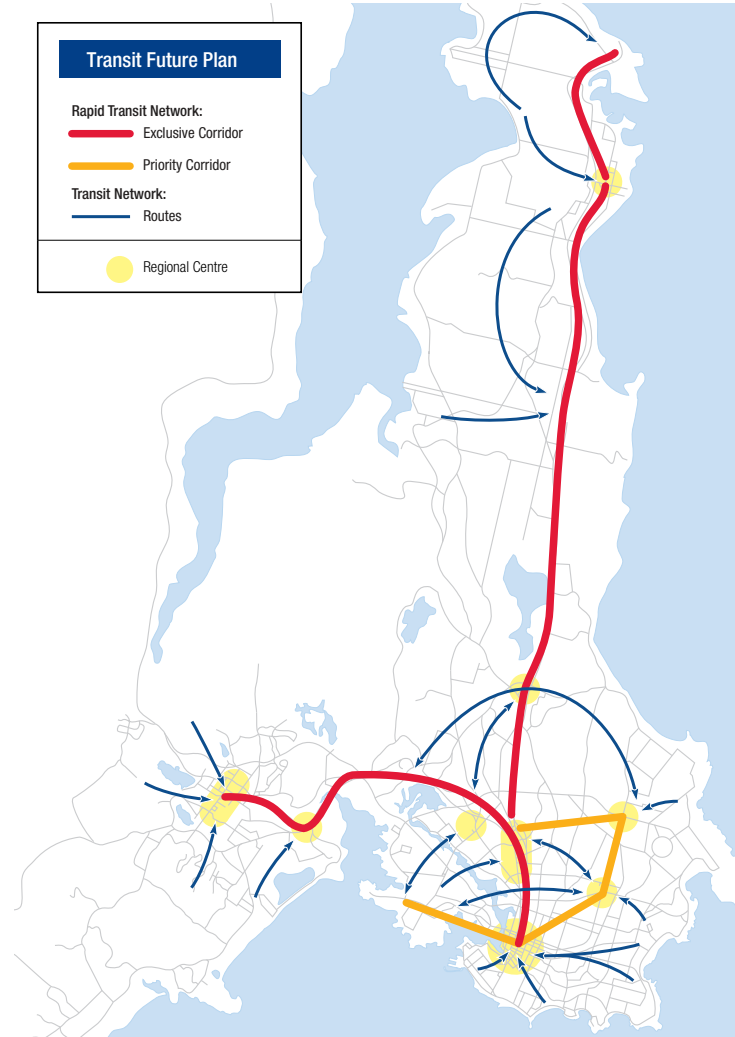 Transit Future Plan
Rapid Transit Network:
Exclusive Corridor
Priority Corridor
Transit Network:
Routes
Regional Centre